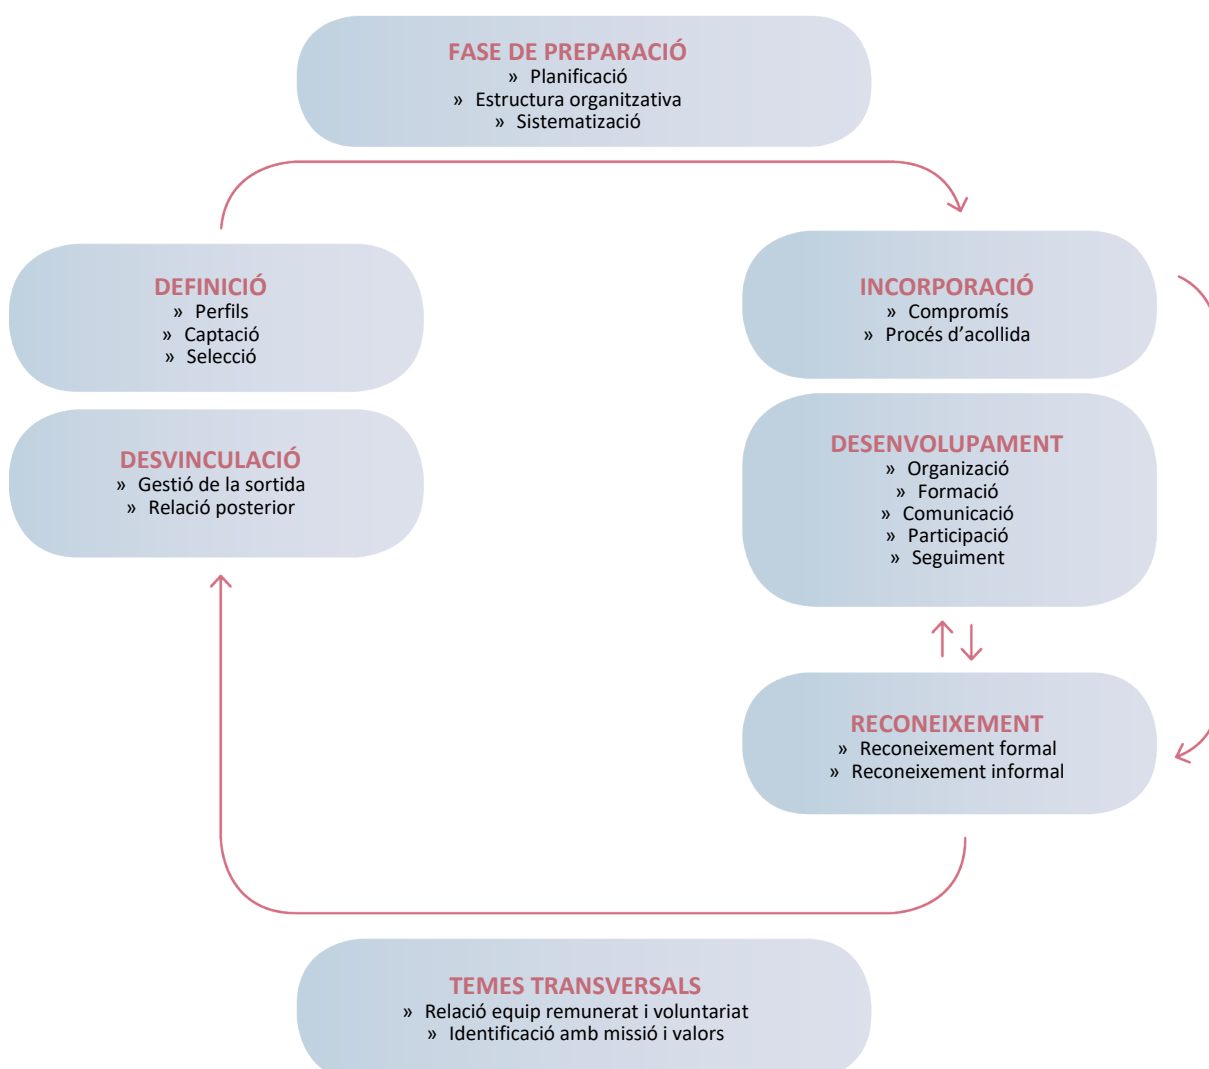 FASE DE PREPARACIÓ
» Planificació
» Estructura organitzativa
» Sistematizació
DEFINICIÓ
» Perfils
» Captació
» Selecció
INCORPORACIÓ
» Compromís
» Procés d’acollida
DESVINCULACIÓ
» Gestió de la sortida
» Relació posterior
DESENVOLUPAMENT
» Organizació
» Formació
» Comunicació
» Participació
» Seguiment
RECONEIXEMENT
» Reconeixement formal
» Reconeixement informal
TEMES TRANSVERSALS
» Relació equip remunerat i voluntariat
» Identificació amb missió i valors